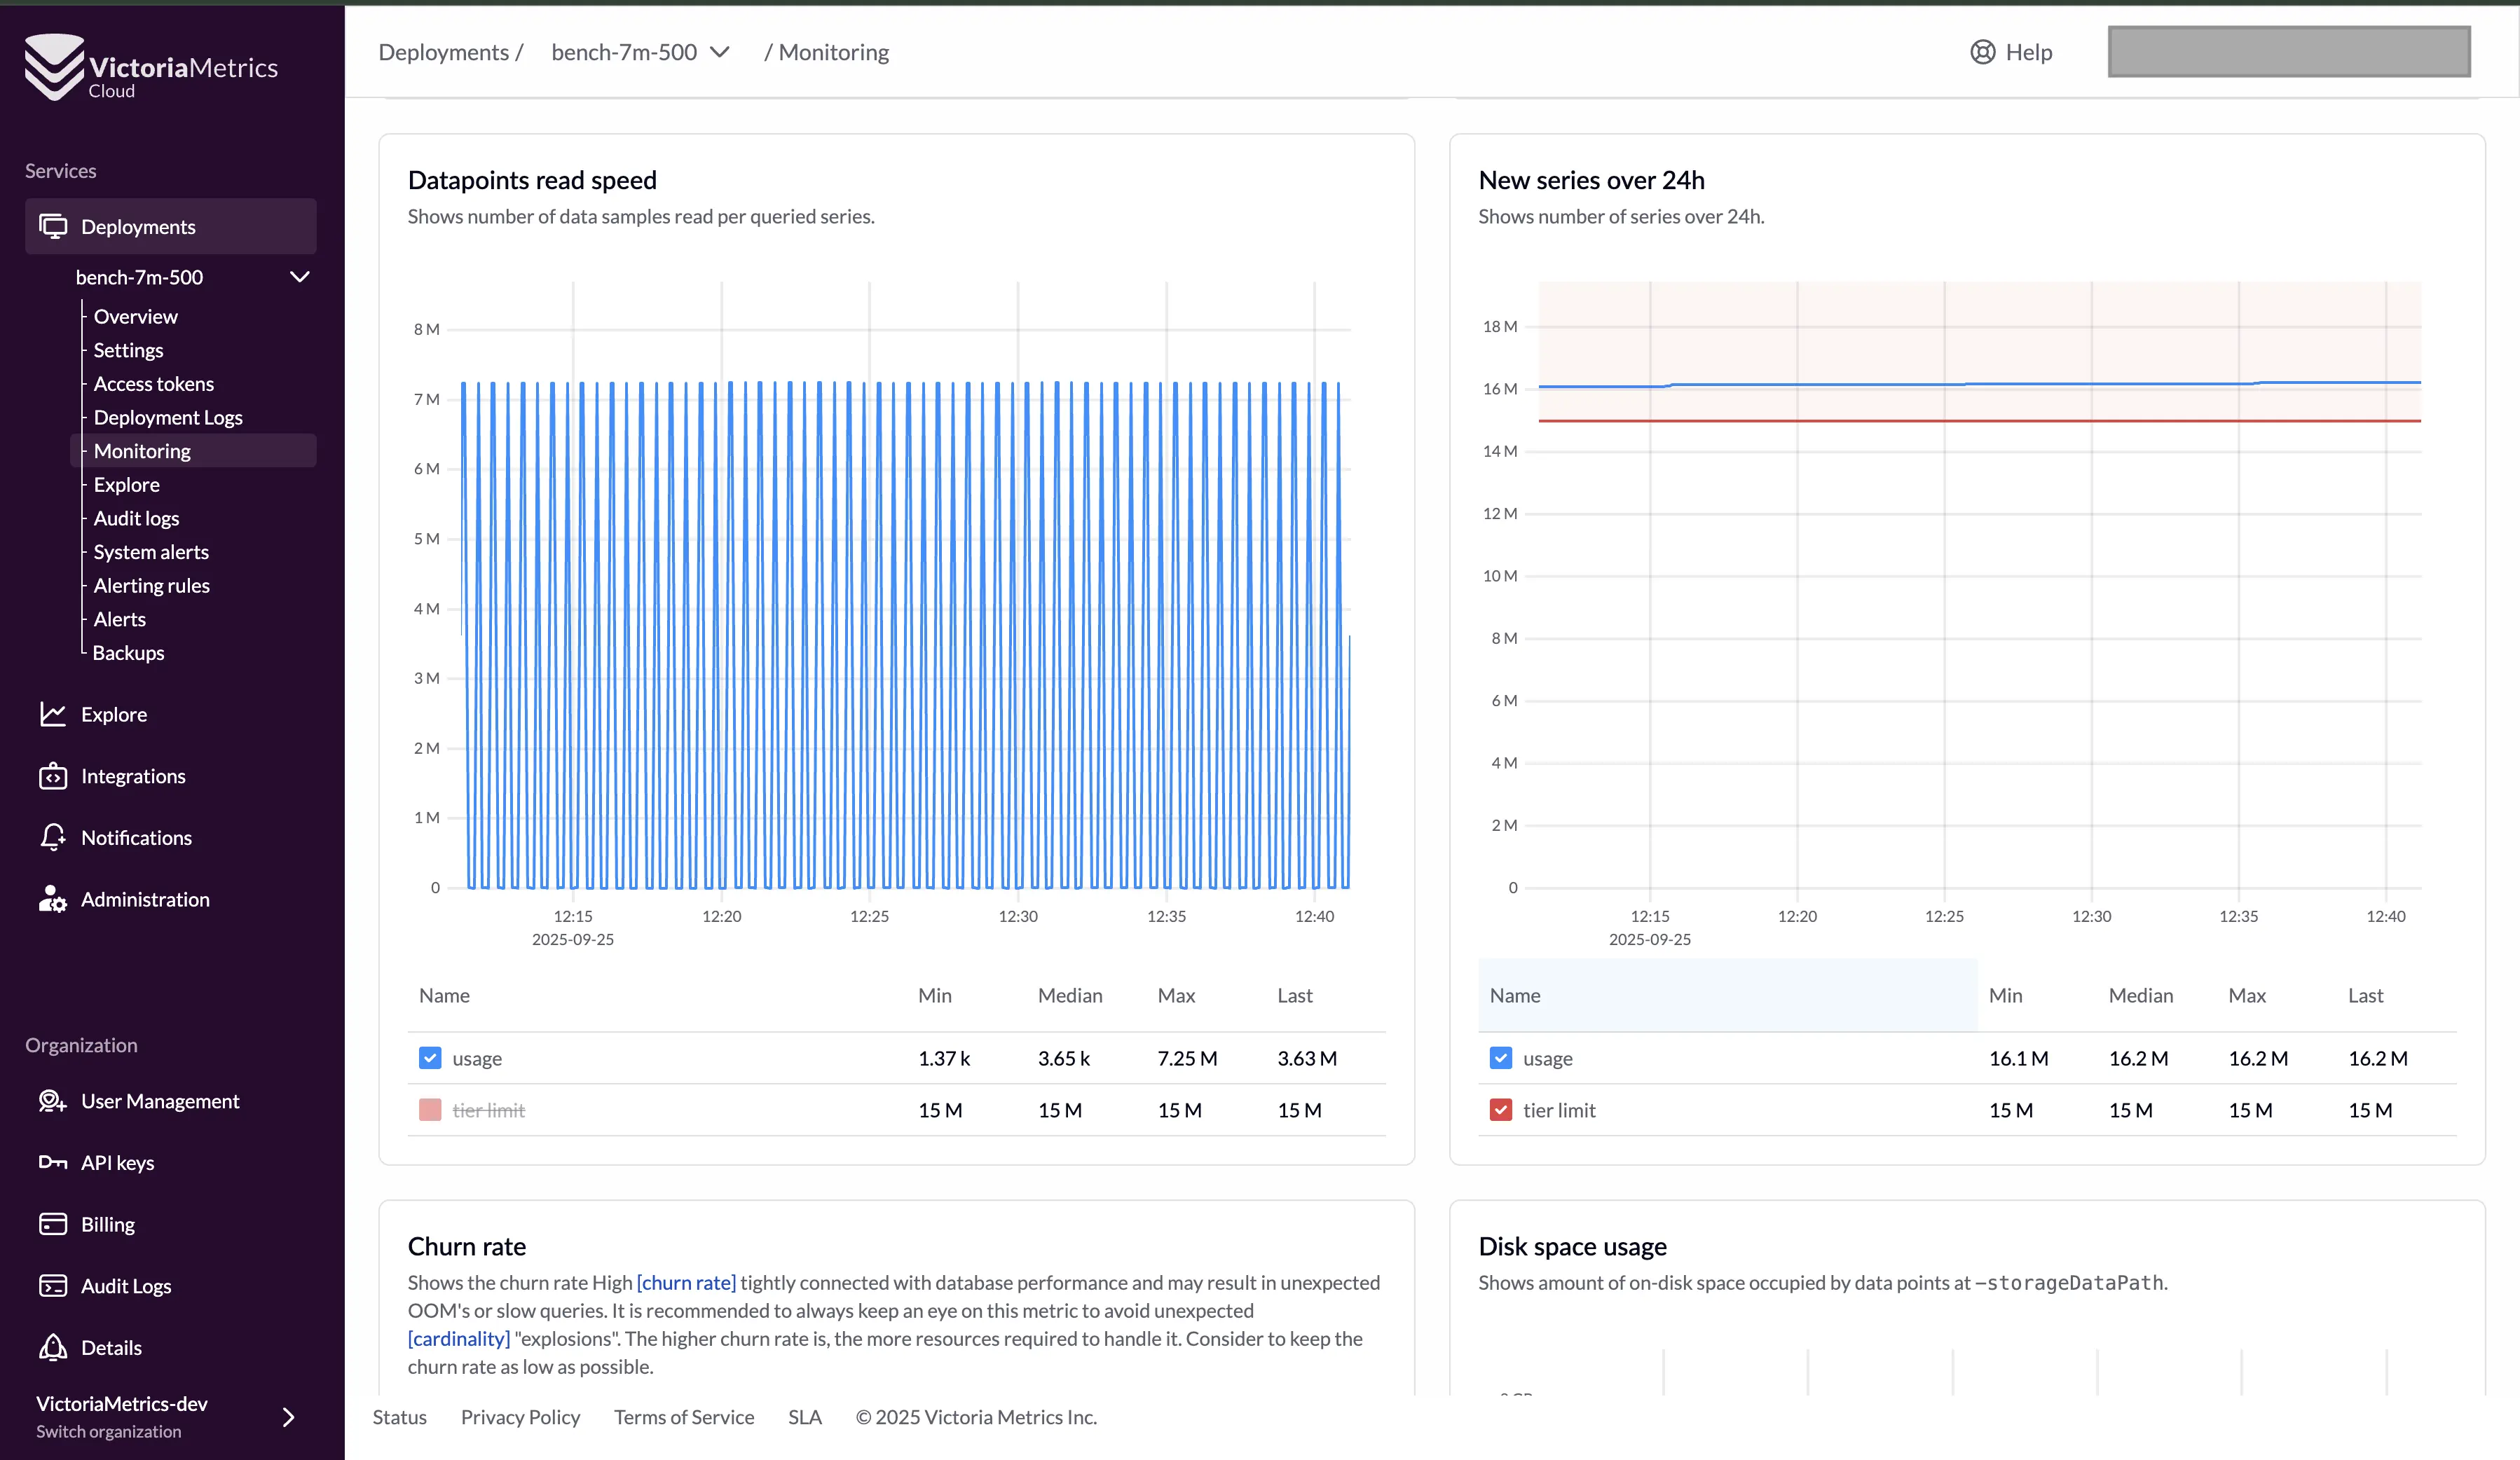 VictoriaMetrics
Cloud
Services
Deployments
bench-7m-500
Overview
Settings
Access tokens
Deployment Logs
Monitoring
Explore
Audit logs
System alerts
Alerting rules
Alerts
Backups
Explore
Integrations
Notifications
Administration
Organization
User Management
API keys
Billing
Audit Logs
Details
VictoriaMetrics-dev
Switch organization
Deployments / bench-7m-500 / Monitoring
Help
Datapoints read speed
Shows number of data samples read per queried series.
8 M
7 M
6 M
5 M
4 M
3 M
2 M
1 M
0
12:15 12:20 12:25 12:30 12:35 12:40
2025-09-25
Name Min Median Max Last
usage 1.37 k 3.65 k 7.25 M 3.63 M
tier limit 15 M 15 M 15 M 15 M
New series over 24h
Shows number of series over 24h.
18 M
16 M
14 M
12 M
10 M
8 M
6 M
4 M
2 M
0
12:15 12:20 12:25 12:30 12:35 12:40
2025-09-25
Name Min Median Max Last
usage 16.1 M 16.2 M 16.2 M 16.2 M
tier limit 15 M 15 M 15 M 15 M
Churn rate
Shows the churn rate High [churn rate] tightly connected with database performance and may result in unexpected
OOM's or slow queries. It is recommended to always keep an eye on this metric to avoid unexpected
[cardinality] "explosions". The higher churn rate is, the more resources required to handle it. Consider to keep the
churn rate as low as possible.
Disk space usage
Shows amount of on-disk space occupied by data points at -storageDataPath.
Status Privacy Policy Terms of Service SLA © 2025 Victoria Metrics Inc.